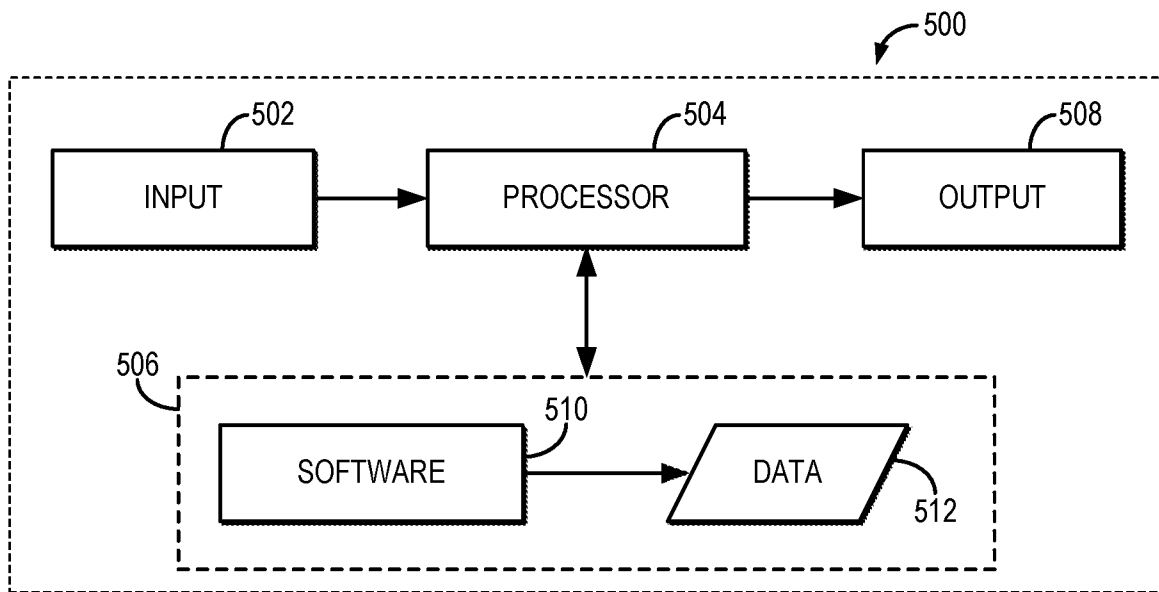 500
502
504
508
INPUT
PROCESSOR
OUTPUT
506
510
SOFTWARE
DATA
512